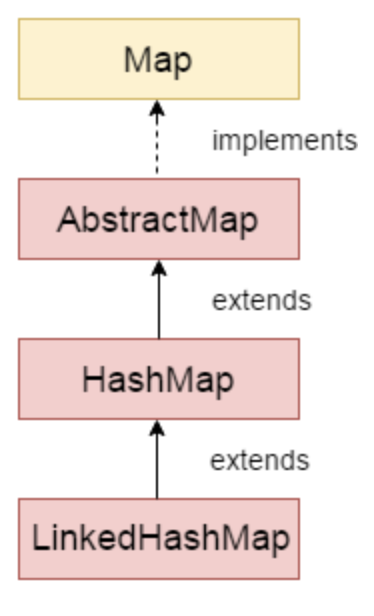 Map
implements
AbstractMap
extends
HashMap
extends
LinkedHashMap